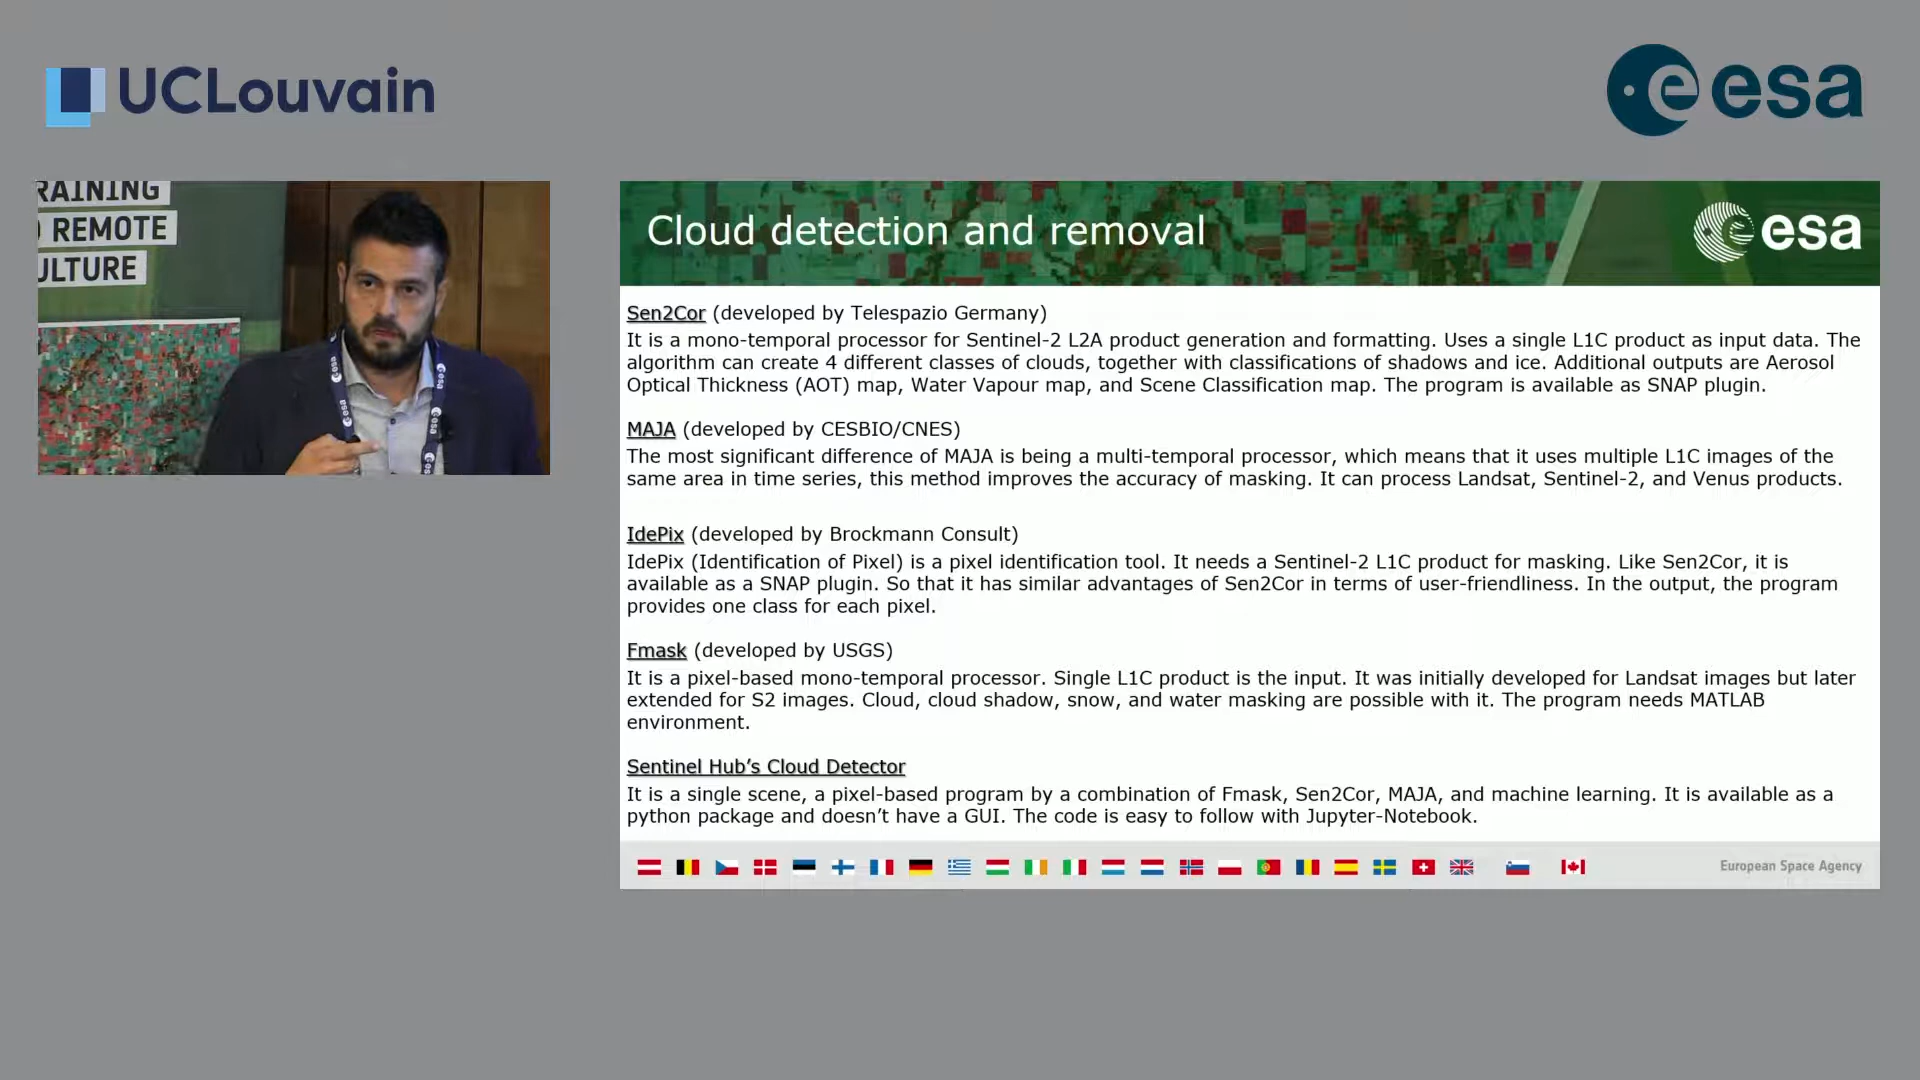 UCLouvain
esa
RAINING
REMOTE
ULTURE
esa
esa
esa
esa
esa
Cloud detection and removal
esa
Sen2Cor (developed by Telespazio Germany)
It is a mono-temporal processor for Sentinel-2 L2A product generation and formatting. Uses a single L1C product as input data. The
algorithm can create 4 different classes of clouds, together with classifications of shadows and ice. Additional outputs are Aerosol
Optical Thickness (AOT) map, Water Vapour map, and Scene Classification map. The program is available as SNAP plugin.
MAJA (developed by CESBIO/CNES)
The most significant difference of MAJA is being a multi-temporal processor, which means that it uses multiple L1C images of the
same area in time series, this method improves the accuracy of masking. It can process Landsat, Sentinel-2, and Venus products.
IdePix (developed by Brockmann Consult)
IdePix (Identification of Pixel) is a pixel identification tool. It needs a Sentinel-2 L1C product for masking. Like Sen2Cor, it is
available as a SNAP plugin. So that it has similar advantages of Sen2Cor in terms of user-friendliness. In the output, the program
provides one class for each pixel.
Fmask (developed by USGS)
It is a pixel-based mono-temporal processor. Single L1C product is the input. It was initially developed for Landsat images but later
extended for S2 images. Cloud, cloud shadow, snow, and water masking are possible with it. The program needs MATLAB
environment.
Sentinel Hub’s Cloud Detector
It is a single scene, a pixel-based program by a combination of Fmask, Sen2Cor, MAJA, and machine learning. It is available as a
python package and doesn’t have a GUI. The code is easy to follow with Jupyter-Notebook.
European Space Agency